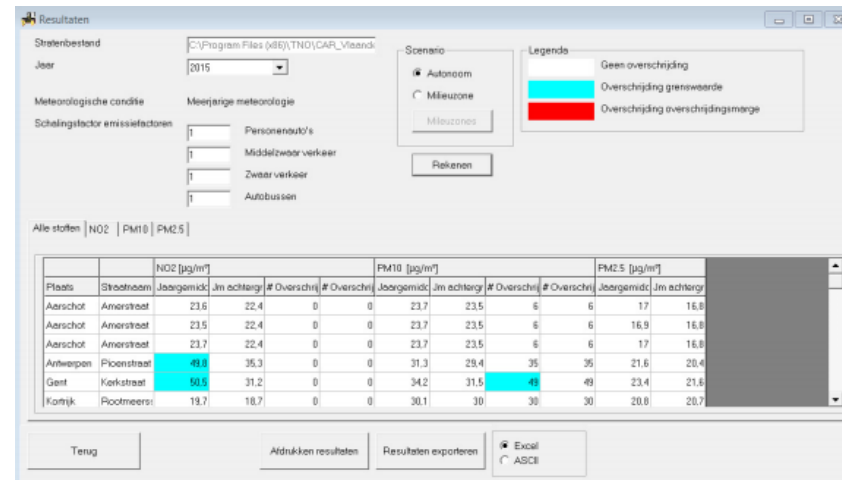 Resultaten
Stratenbestand
C:\Program Files (x86)\TNO\CAR_Vlaande
Jaar
2015
Meteorologische conditie Meerjarige meteorologie
Schalingsfactor emissiefactoren
1 Personenauto's
1 Middelzwaar verkeer
1 Zwaar verkeer
1 Autobussen
Scenario
Autonoom
Milieuzone
Milieuzones
Rekenen
Legenda
Geen overschrijding
Overschrijding grenswaarde
Overschrijding overschrijdingsmarge
Alle stoffen NO2 PM10 PM2.5
NO2 [µg/m³] PM10 [µg/m³] PM2.5 [µg/m³]
Plaats Straatnaam Jaargemidc Jm achtergr # Overschrij # Overschrij Jaargemidc Jm achtergr # Overschrij # Overschrij Jaargemidc Jm achtergr
Aarschot Amerstraat 23,6 22,4 0 0 23,7 23,5 6 6 17 16,8
Aarschot Amerstraat 23,5 22,4 0 0 23,7 23,5 6 6 16,9 16,8
Aarschot Amerstraat 23,7 22,4 0 0 23,7 23,5 6 6 17 16,8
Antwerpen Pioenstraat 49,8 35,3 0 0 31,3 29,4 35 35 21,6 20,4
Gent Kerkstraat 50,5 31,2 0 0 34,2 31,5 49 49 23,4 21,6
Kortrijk Rootmeers 19,7 18,7 0 0 30,1 30 30 30 20,8 20,7
Terug
Afdrukken resultaten
Resultaten exporteren
Excel
ASCII